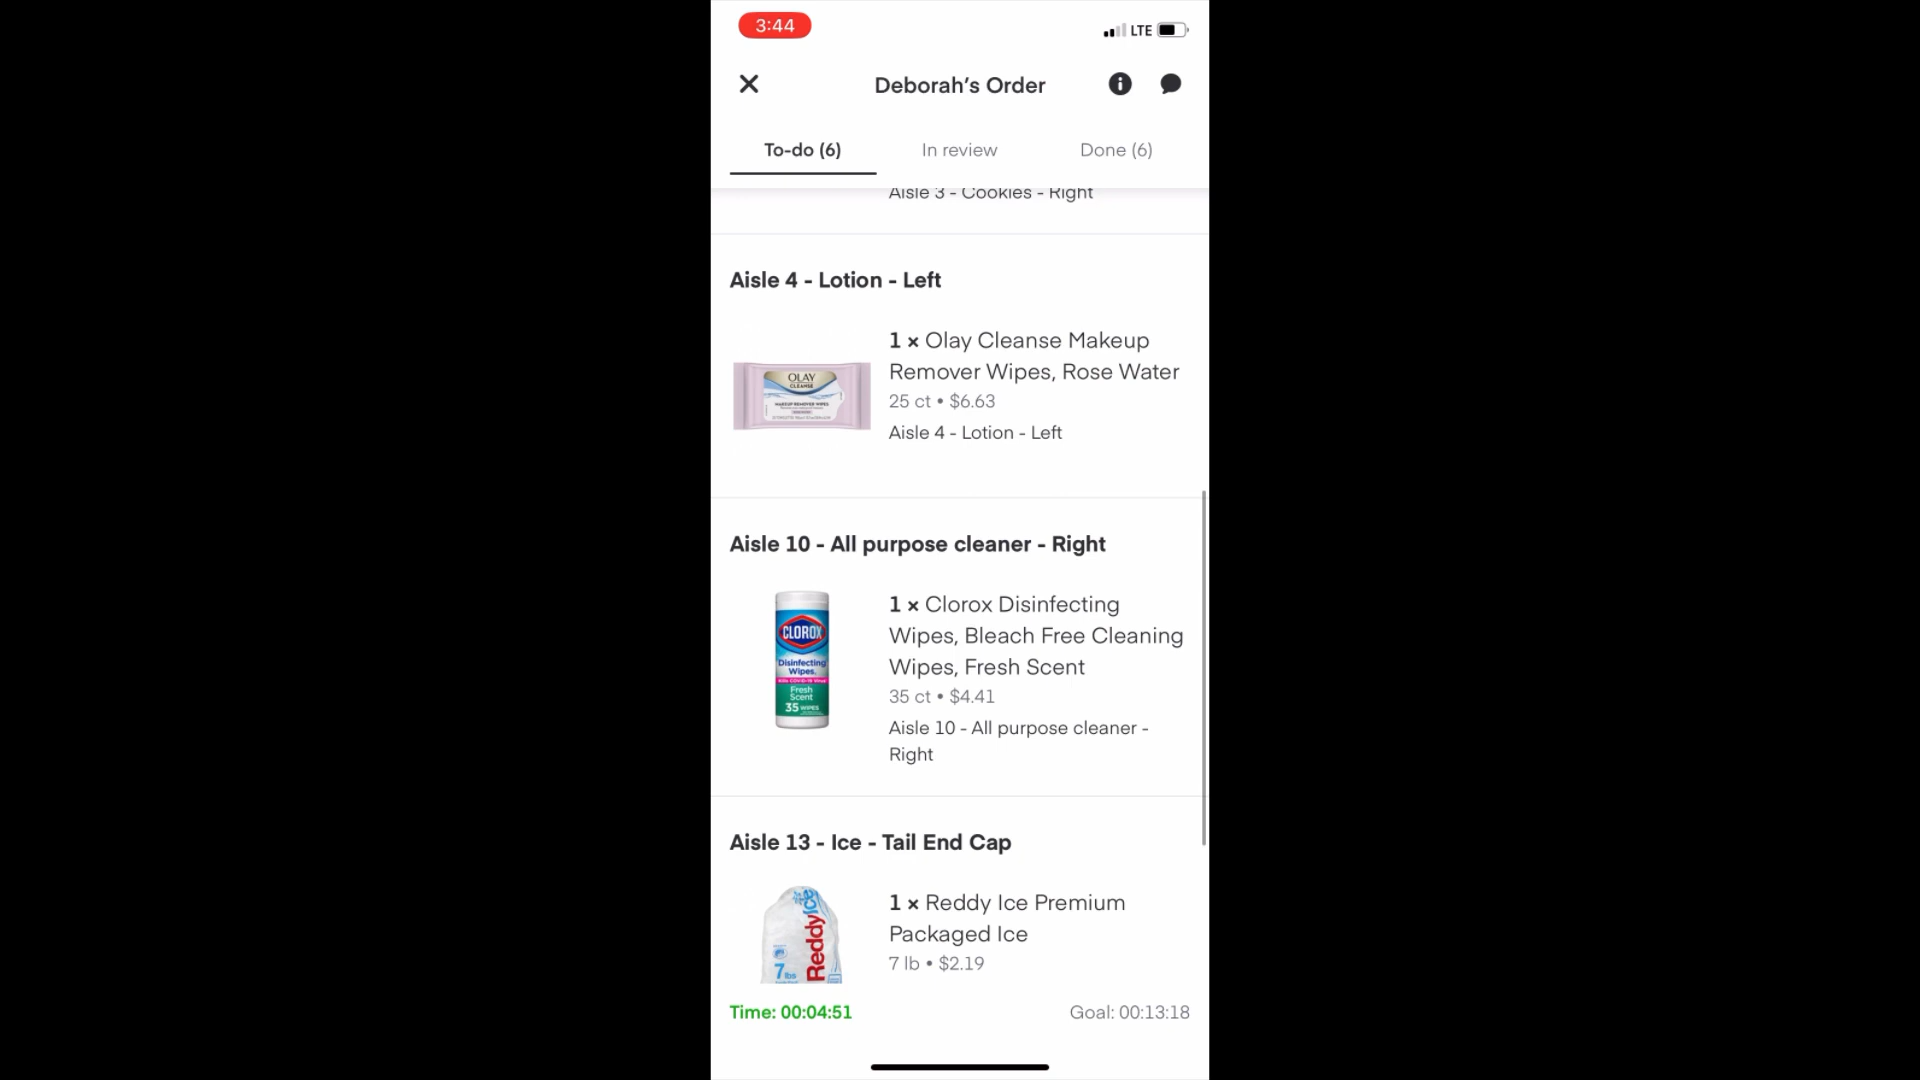 3:44
LTE
Deborah's Order
To-do (6)
In review
Done (6)
Aisle 3 - Cookies - Right
Aisle 4 - Lotion - Left
1 × Olay Cleanse Makeup
Remover Wipes, Rose Water
25 ct • $6.63
Aisle 4 - Lotion - Left
OLAY
CLEANSE
MAKEUP REMOVER WIPES
Aisle 10 - All purpose cleaner - Right
1 × Clorox Disinfecting
Wipes, Bleach Free Cleaning
Wipes, Fresh Scent
35 ct • $4.41
Aisle 10 - All purpose cleaner -
Right
CLOROX
Disinfecting
Wipes
Fresh
Scent
35 WIPES
Aisle 13 - Ice - Tail End Cap
1 × Reddy Ice Premium
Packaged Ice
7 lb • $2.19
Reddy Ice
7 lbs
Time: 00:04:51
Goal: 00:13:18